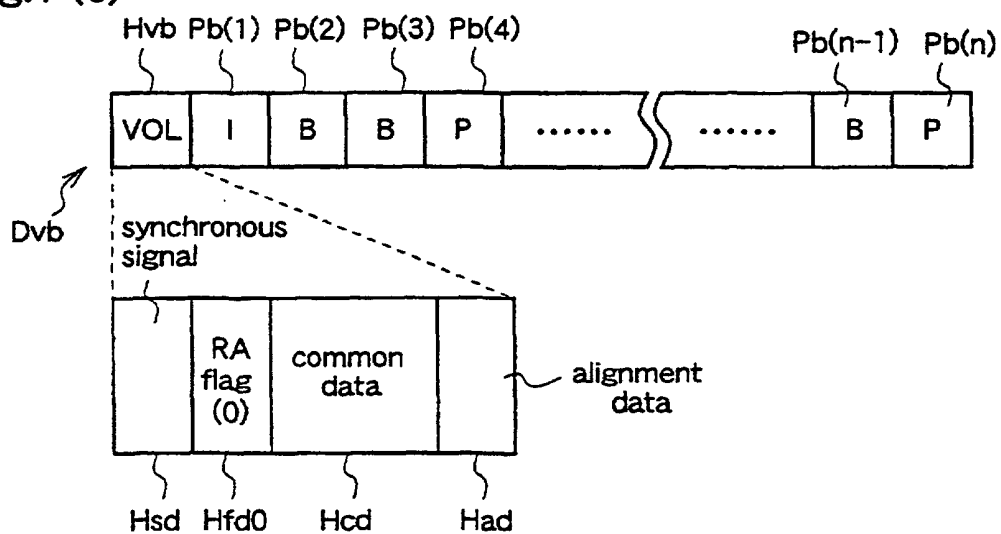 Hvb Pb(1) Pb(2) Pb(3) Pb(4) Pb(n-1) Pb(n)
VOL I B B P ...... ...... B P
Dvb
synchronous
signal
RA
flag
(0)
common
data
alignment
data
Hsd Hfd0 Hcd Had